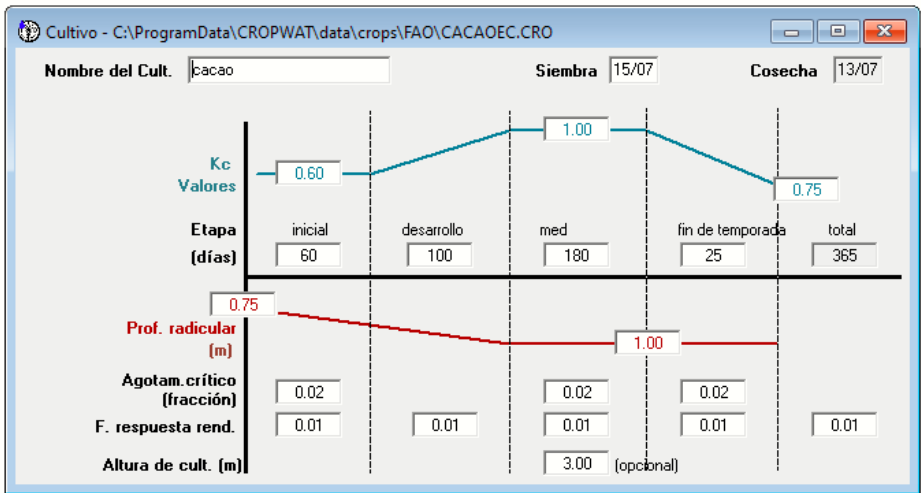 Cultivo - C:\ProgramData\CROPWAT\data\crops\FAO\CACAOEC.CRO
Nombre del Cult. cacao Siembra 15/07 Cosecha 13/07
Kc Valores 0.60 1.00 0.75
Etapa inicial desarrollo med fin de temporada total
(días) 60 100 180 25 365
0.75
Prof. radicular
(m) 1.00
Agotam.crítico
(fracción) 0.02 0.02 0.02
F. respuesta rend. 0.01 0.01 0.01 0.01 0.01
Altura de cult. (m) 3.00 (opcional)